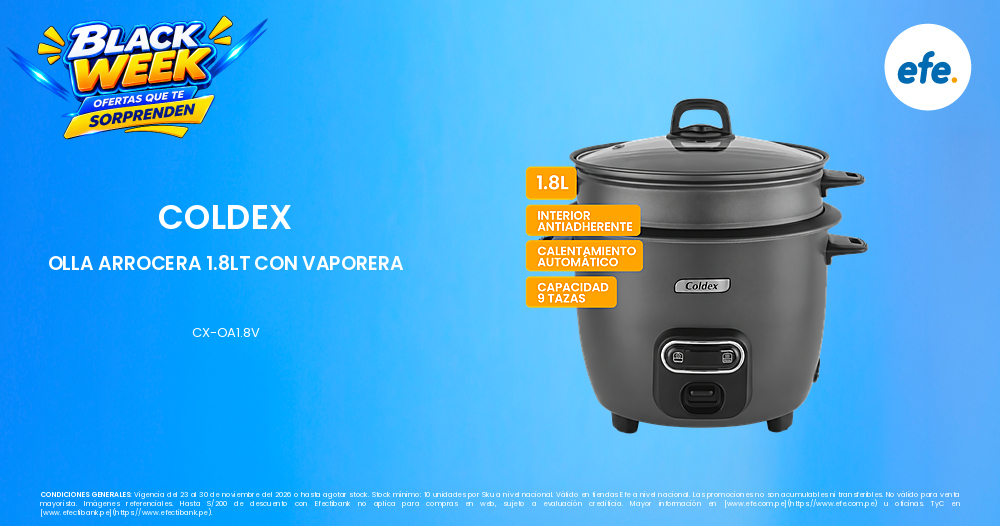 BLACK
WEEK
OFERTAS QUE TE
SORPRENDEN
efe.
COLDEX
OLLA ARROCERA 1.8LT CON VAPORERA
CX-OA1.8V
1.8L
INTERIOR
ANTIADHERENTE
CALENTAMIENTO
AUTOMÁTICO
CAPACIDAD
9 TAZAS
Coldex
CONDICIONES GENERALES: Vigencia del 23 al 30 de noviembre del 2026 o hasta agotar stock. Stock mínimo: 10 unidades por Sku a nivel nacional. Válido en tiendas Efe a nivel nacional. Las promociones no son acumulables ni transferibles. No válido para venta
mayorista. Imágenes referenciales. Hasta S/200 de descuento con Efectibank no aplica para compras en web, sujeto a evaluación crediticia. Mayor información en [www.efe.com.pe](https://www.efe.com.pe) u oficinas. TyC en
[www.efectibank.pe](https://www.efectibank.pe).